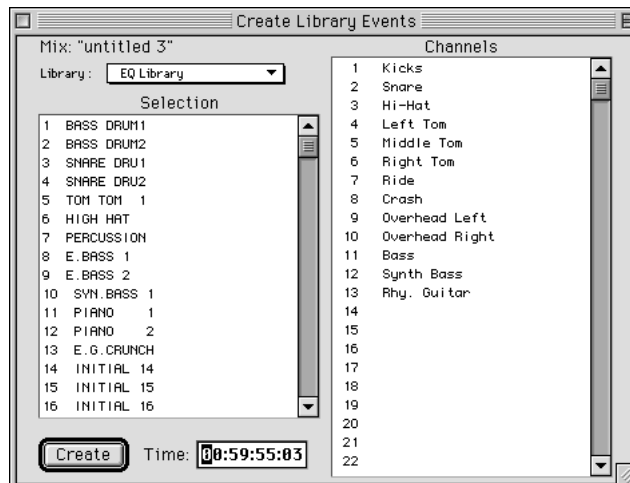 Create Library Events
Mix: "untitled 3"
Library: EQ Library
Selection
1 BASS DRUM1
2 BASS DRUM2
3 SNARE DRU1
4 SNARE DRU2
5 TOM TOM 1
6 HIGH HAT
7 PERCUSSION
8 E.BASS 1
9 E.BASS 2
10 SYN.BASS 1
11 PIANO 1
12 PIANO 2
13 E.G.CRUNCH
14 INITIAL 14
15 INITIAL 15
16 INITIAL 16
Create Time: 00:59:55:03
Channels
1 Kicks
2 Snare
3 Hi-Hat
4 Left Tom
5 Middle Tom
6 Right Tom
7 Ride
8 Crash
9 Overhead Left
10 Overhead Right
11 Bass
12 Synth Bass
13 Rhy. Guitar
14
15
16
17
18
19
20
21
22